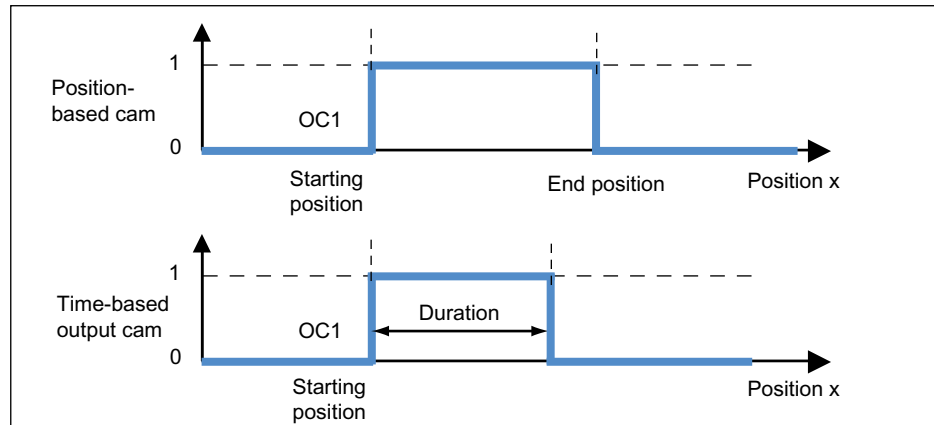 1
Position-
based cam
OC1
0
Starting
position
End position
Position x
1
Time-based
output cam
Duration
OC1
0
Starting
position
Position x